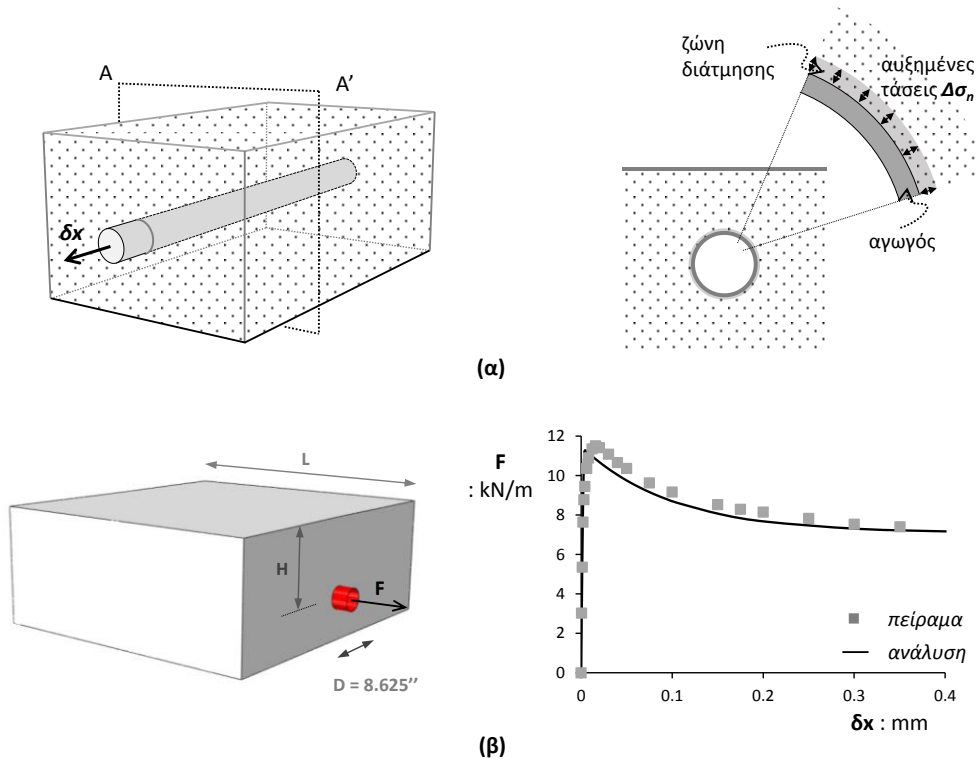 A
A’
δx
ζώνη
διάτμησης
αυξημένες
τάσεις Δσn
αγωγός
(α)
L
H
F
D = 8.625’’
F
: kN/m
12
10
8
6
4
2
0
πείραμα
ανάλυση
0
0.1
0.2
0.3
0.4
δx : mm
(β)